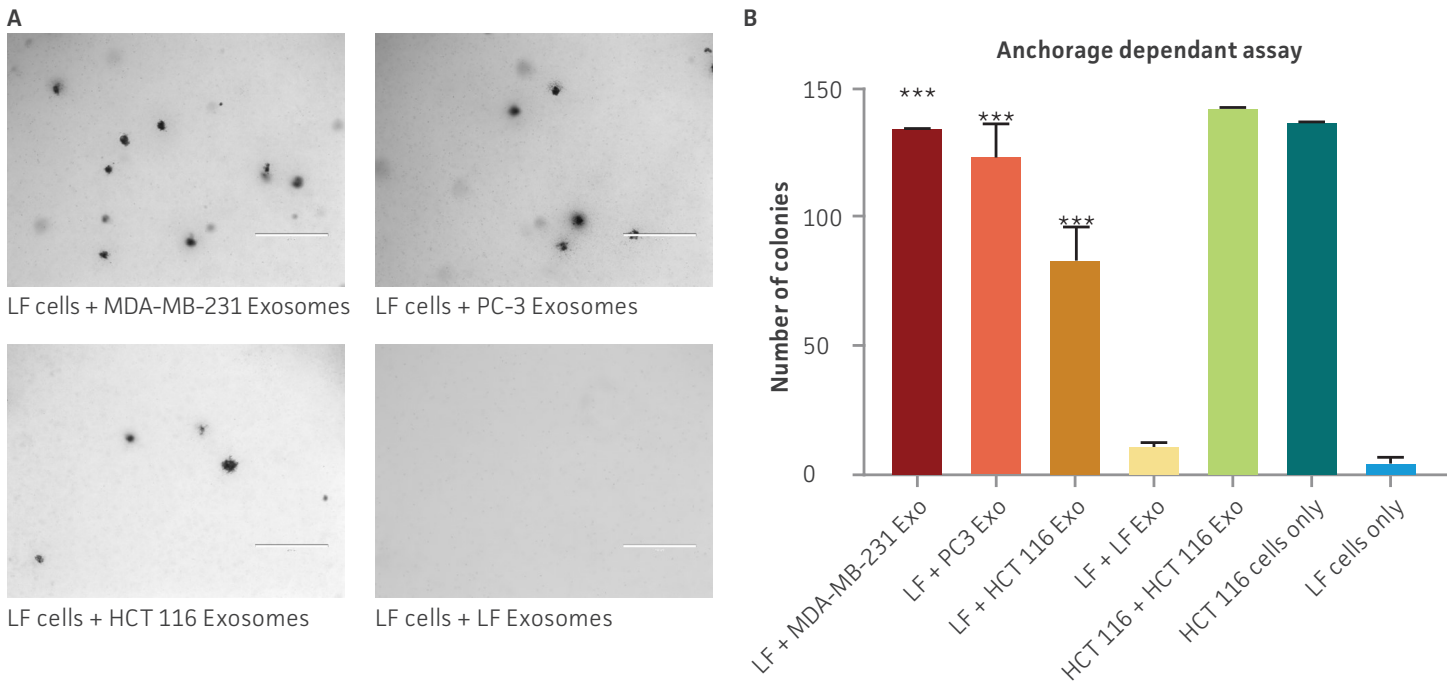 A
LF cells + MDA-MB-231 Exosomes
LF cells + PC-3 Exosomes
LF cells + HCT 116 Exosomes
LF cells + LF Exosomes
B
Anchorage dependant assay
Number of colonies
150
100
50
0
***
***
***
LF + MDA-MB-231 Exo
LF + PC3 Exo
LF + HCT 116 Exo
LF + LF Exo
HCT 116 + HCT 116 Exo
HCT 116 cells only
LF cells only